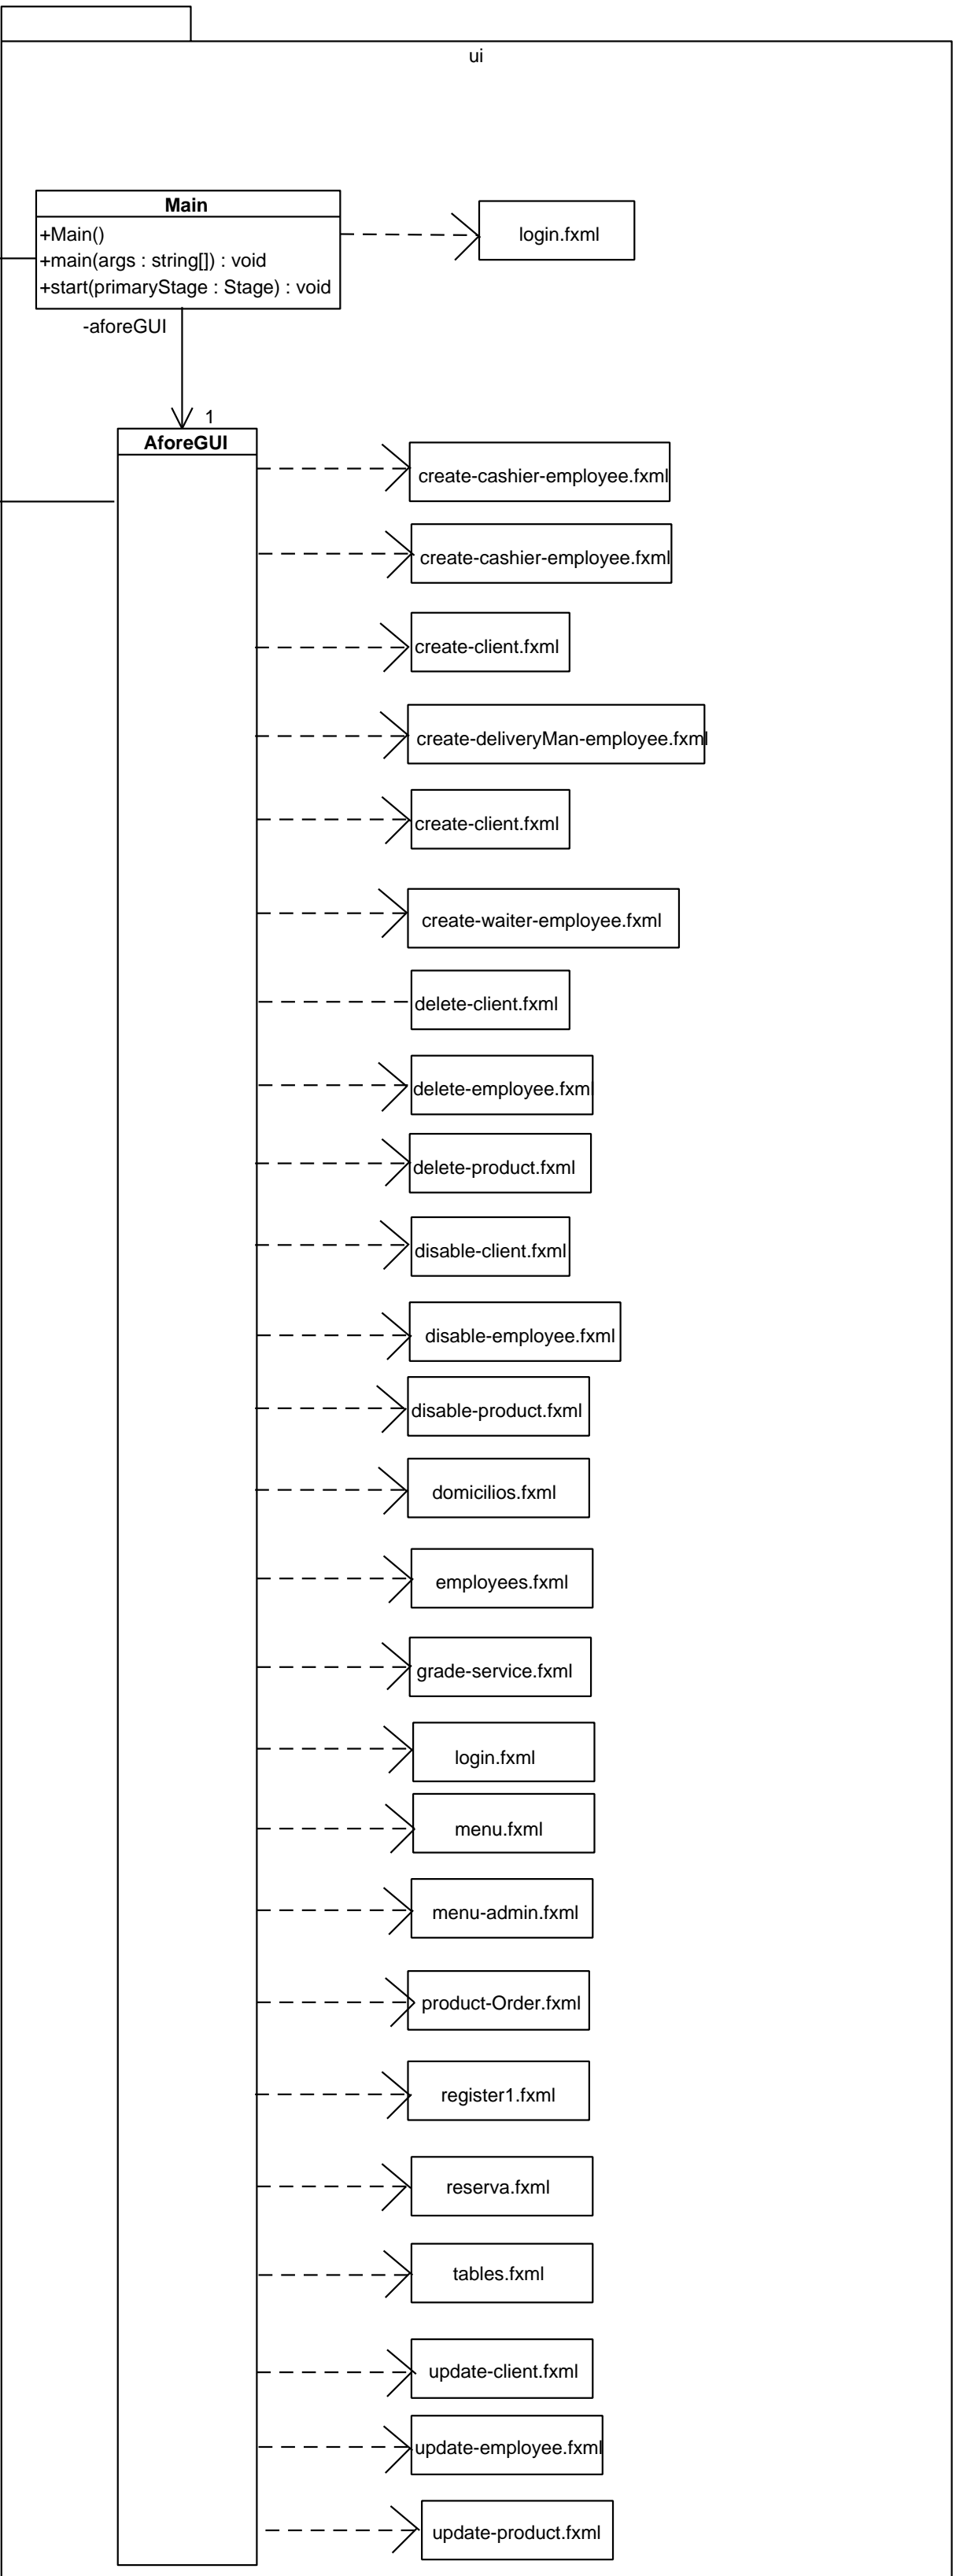 ui
Main
+Main()
+main(args : string[]) : void
+start(primaryStage : Stage) : void
login.fxml
-aforeGUI
1
AforeGUI
create-cashier-employee.fxml
create-cashier-employee.fxml
create-client.fxml
create-deliveryMan-employee.fxml
create-client.fxml
create-waiter-employee.fxml
delete-client.fxml
delete-employee.fxml
delete-product.fxml
disable-client.fxml
disable-employee.fxml
disable-product.fxml
domicilios.fxml
employees.fxml
grade-service.fxml
login.fxml
menu.fxml
menu-admin.fxml
product-Order.fxml
register1.fxml
reserva.fxml
tables.fxml
update-client.fxml
update-employee.fxml
update-product.fxml